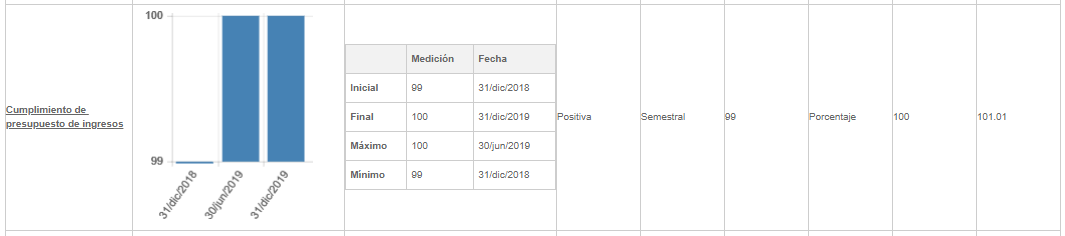 Cumplimiento de
presupuesto de ingresos
100
99
31/dic/2018
30/jun/2019
31/dic/2019
Medición Fecha
Inicial 99 31/dic/2018
Final 100 31/dic/2019
Máximo 100 30/jun/2019
Mínimo 99 31/dic/2018
Positiva
Semestral
99
Porcentaje
100
101.01